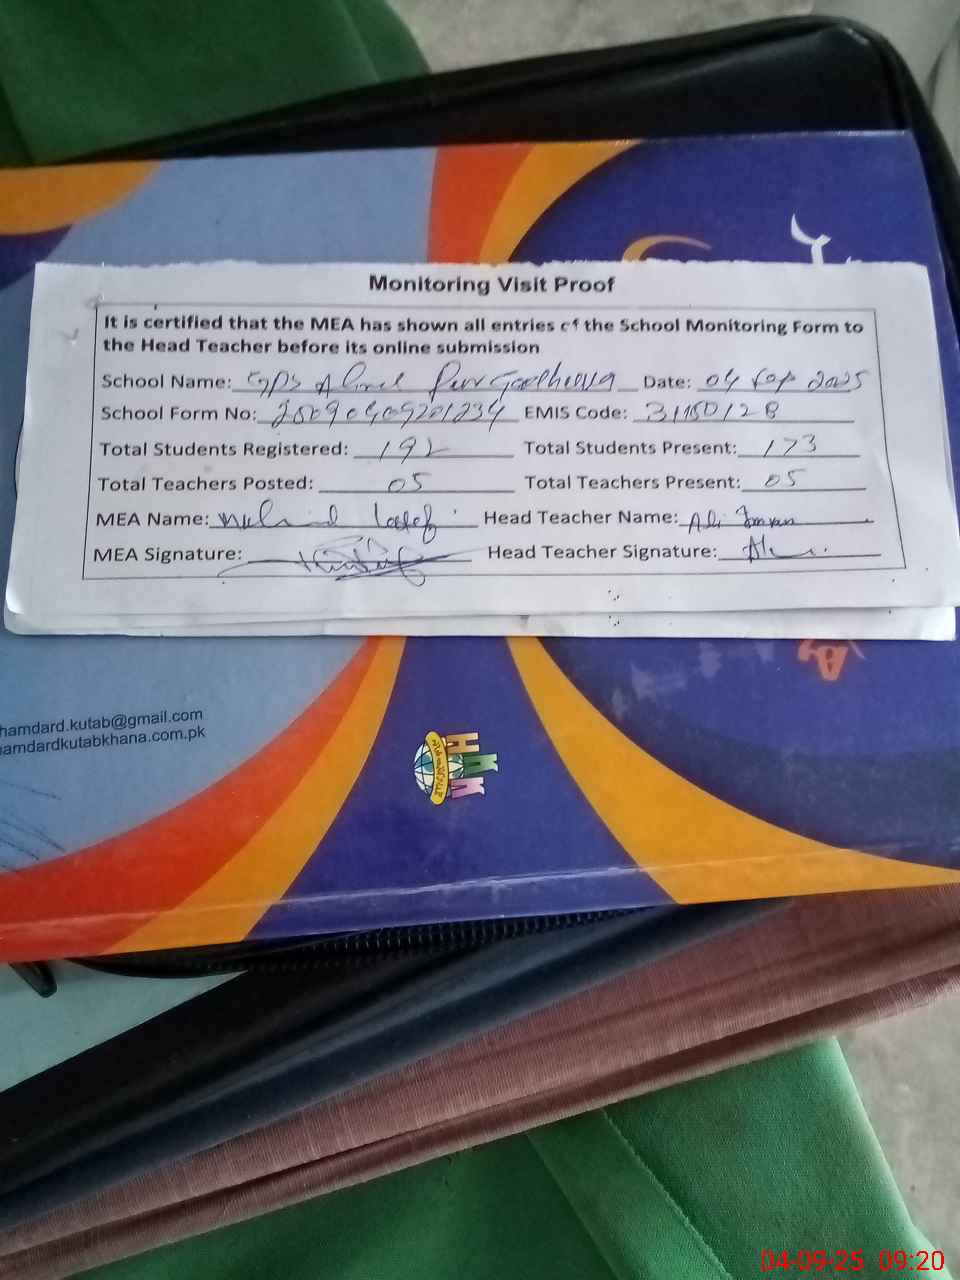 Monitoring Visit Proof
It is certified that the MEA has shown all entries of the School Monitoring Form to
the Head Teacher before its online submission
School Name: GPS Date: 04 Sep 2025
School Form No: 25090409201234 EMIS Code: 31150128
Total Students Registered: 192 Total Students Present: 173
Total Teachers Posted: 05 Total Teachers Present: 05
MEA Name: Head Teacher Name: Ali Imran
MEA Signature: Head Teacher Signature:
hamdard.kutab@gmail.com
hamdardkutabkhana.com.pk
HKK
04-09-25 09:20